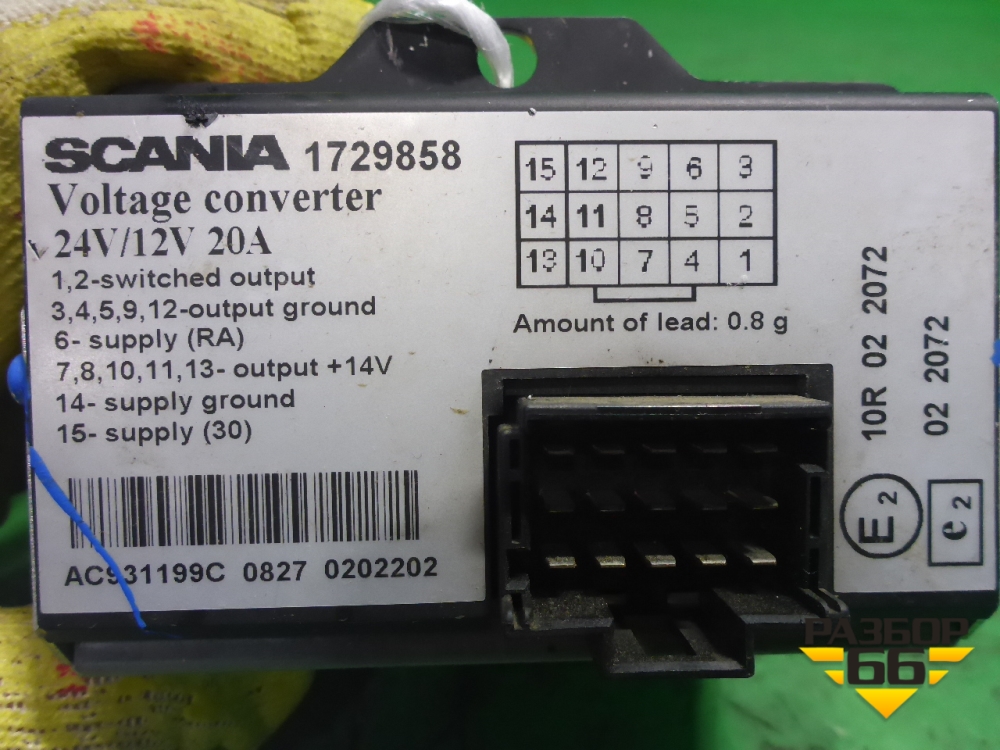 SCANIA 1729858
Voltage converter
24V/12V 20A
1,2-switched output
3,4,5,9,12-output ground
6- supply (RA)
7,8,10,11,13- output +14V
14- supply ground
15- supply (30)
AC931199C 0827 0202202
15 12 9 6 3
14 11 8 5 2
13 10 7 4 1
Amount of lead: 0.8 g
10R 02 2072
02 2072
E2
e2
РАЗБОР
66